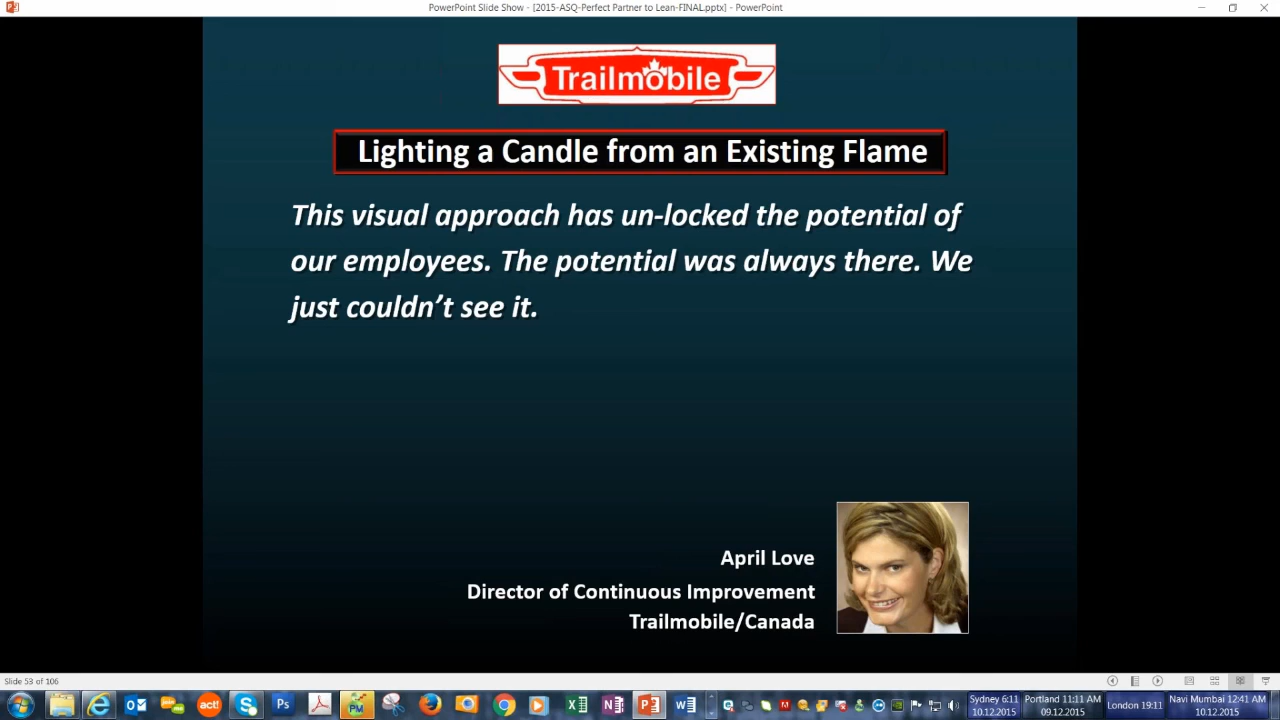 PowerPoint Slide Show - [2015-ASQ-Perfect Partner to Lean-FINAL.pptx] - PowerPoint
Trailmobile
Lighting a Candle from an Existing Flame
This visual approach has un-locked the potential of
our employees. The potential was always there. We
just couldn’t see it.
April Love
Director of Continuous Improvement
Trailmobile/Canada
Slide 53 of 106
act!
Ps
PM
Sydney 6:11
10.12.2015
Portland 11:11 AM
09.12.2015
London 19:11
Navi Mumbai 12:41 AM
10.12.2015